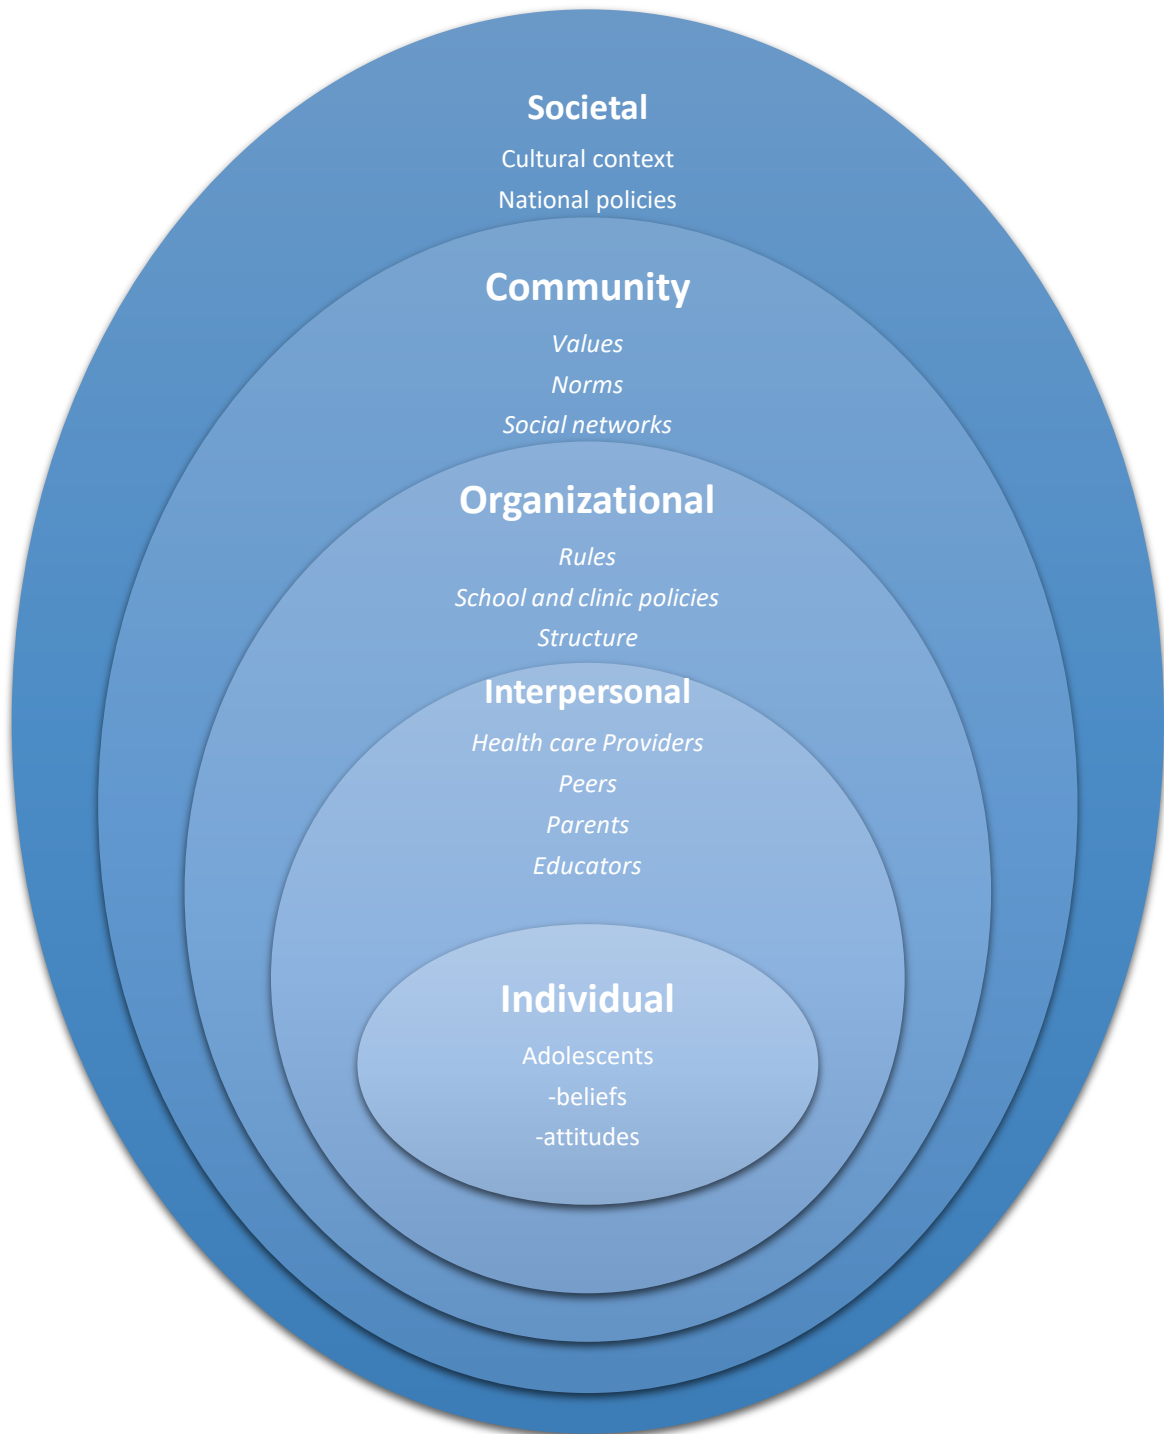 Societal
Cultural context
National policies
Community
Values
Norms
Social networks
Organizational
Rules
School and clinic policies
Structure
Interpersonal
Health care Providers
Peers
Parents
Educators
Individual
Adolescents
-beliefs
-attitudes